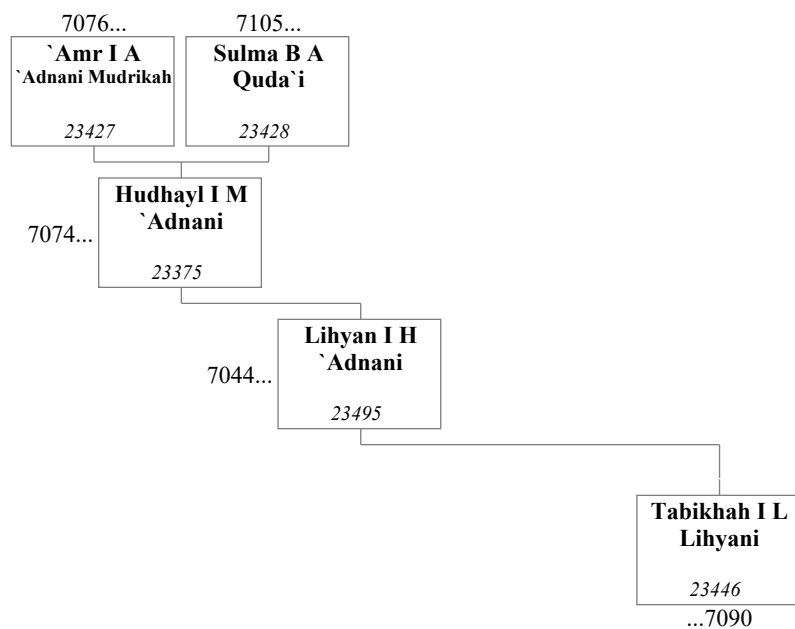 7076...
7105...
`Amr I A
`Adnani Mudrikah
23427
Sulma B A
Quda`i
23428
7074...
Hudhayl I M
`Adnani
23375
7044...
Lihyan I H
`Adnani
23495
Tabikhah I L
Lihyani
23446
...7090